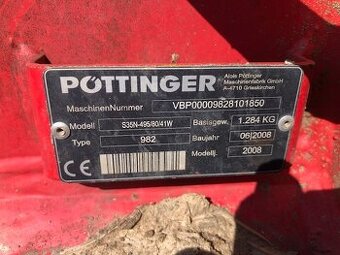 PÖTTINGER
Alois Pöttinger
Maschinenfabrik GmbH
A-4710 Grieskirchen
MaschinenNummer VBP00009828101850
Modell S35N-495/80/41W Basisgew. 1.284 KG
Type 982 Baujahr 06|2008
Modellj. 2008
CE